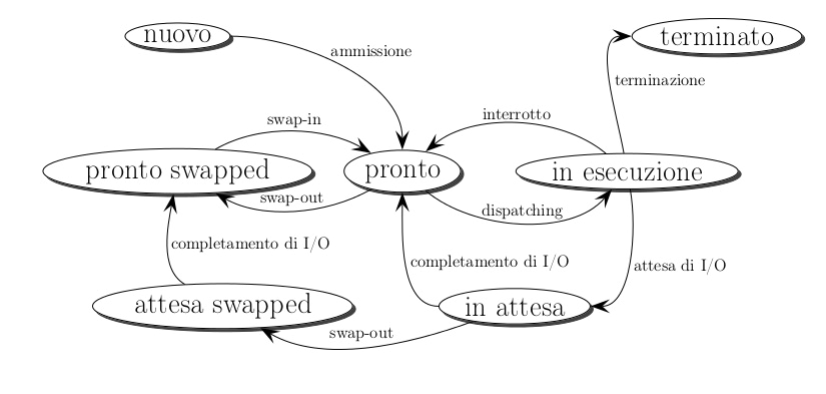 nuovo
terminato
ammissione
terminazione
swap-in
interrotto
pronto swapped
pronto
in esecuzione
swap-out
dispatching
completamento di I/O
completamento di I/O
attesa di I/O
attesa swapped
in attesa
swap-out